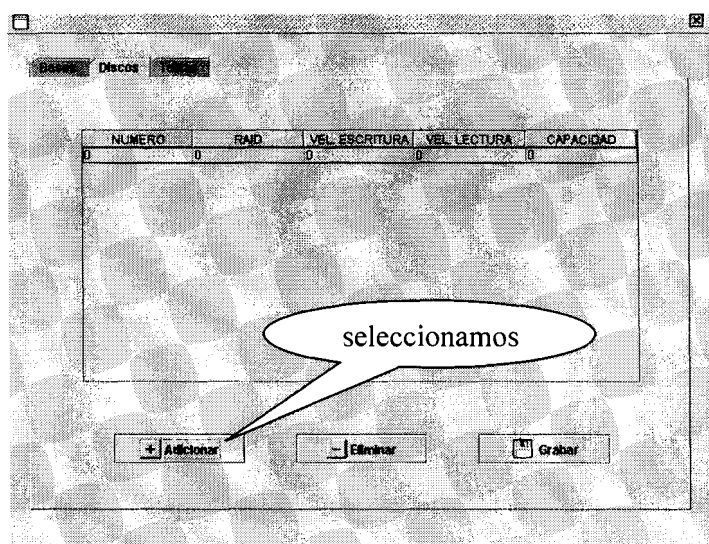 Discos
NUMERO RAID VEL. ESCRITURA VEL. LECTURA CAPACIDAD
0 0 0 0 0
seleccionamos
+ Adicionar - Eliminar Grabar